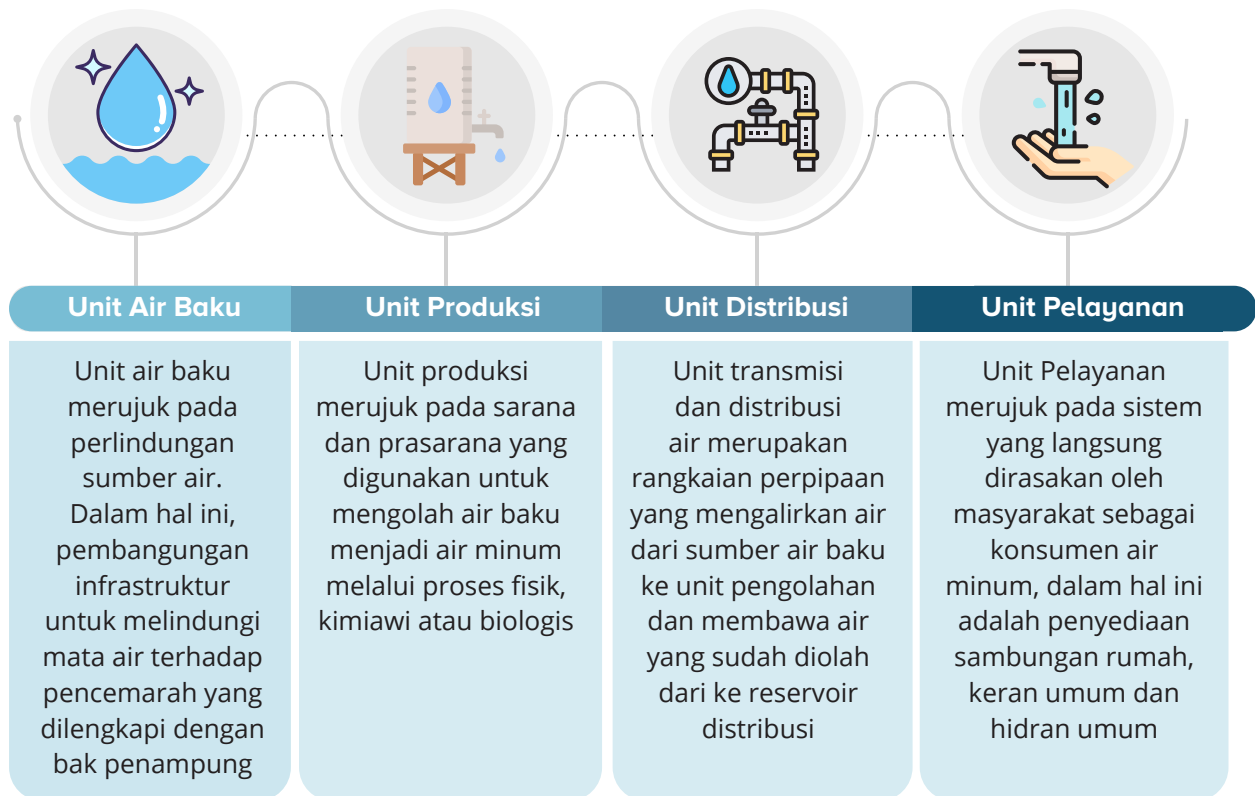 Unit Air Baku
Unit air baku
merujuk pada
perlindungan
sumber air.
Dalam hal ini,
pembangungan
infrastruktur
untuk melindungi
mata air terhadap
pencemarah yang
dilengkapi dengan
bak penampung
Unit Produksi
Unit produksi
merujuk pada sarana
dan prasarana yang
digunakan untuk
mengolah air baku
menjadi air minum
melalui proses fisik,
kimiawi atau biologis
Unit Distribusi
Unit transmisi
dan distribusi
air merupakan
rangkaian perpipaan
yang mengalirkan air
dari sumber air baku
ke unit pengolahan
dan membawa air
yang sudah diolah
dari ke reservoir
distribusi
Unit Pelayanan
Unit Pelayanan
merujuk pada sistem
yang langsung
dirasakan oleh
masyarakat sebagai
konsumen air
minum, dalam hal ini
adalah penyediaan
sambungan rumah,
keran umum dan
hidran umum